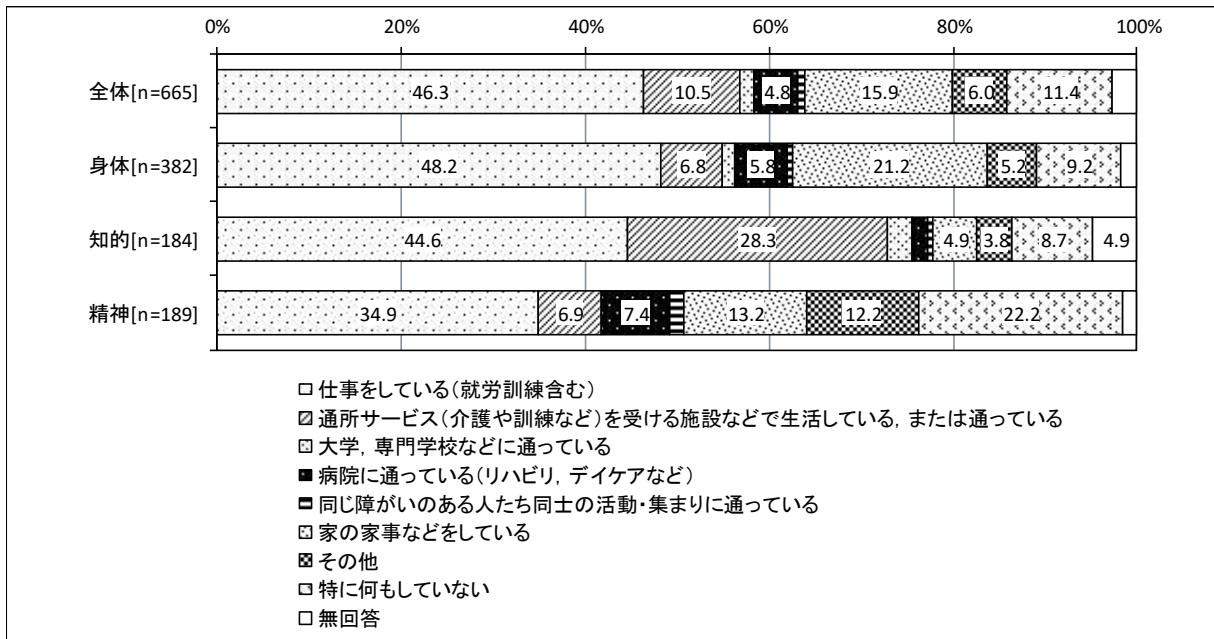 0% 20% 40% 60% 80% 100%
全体[n=665] 46.3 10.5 4.8 15.9 6.0 11.4
身体[n=382] 48.2 6.8 5.8 21.2 5.2 9.2
知的[n=184] 44.6 28.3 4.9 3.8 8.7 4.9
精神[n=189] 34.9 6.9 7.4 13.2 12.2 22.2
仕事をしている(就労訓練含む)
通所サービス(介護や訓練など)を受ける施設などで生活している，または通っている
大学，専門学校などに通っている
病院に通っている(リハビリ，デイケアなど)
同じ障がいのある人たち同士の活動・集まりに通っている
家の家事などをしている
その他
特に何もしていない
無回答